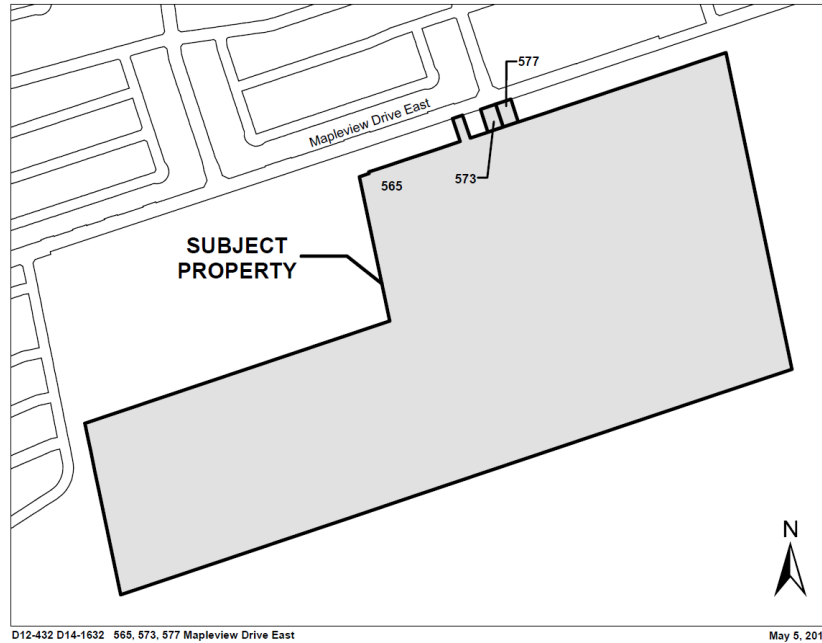 577
Mapleview Drive East
573
565
SUBJECT
PROPERTY
N
D12-432 D14-1632 565, 573, 577 Mapleview Drive East
May 5, 201